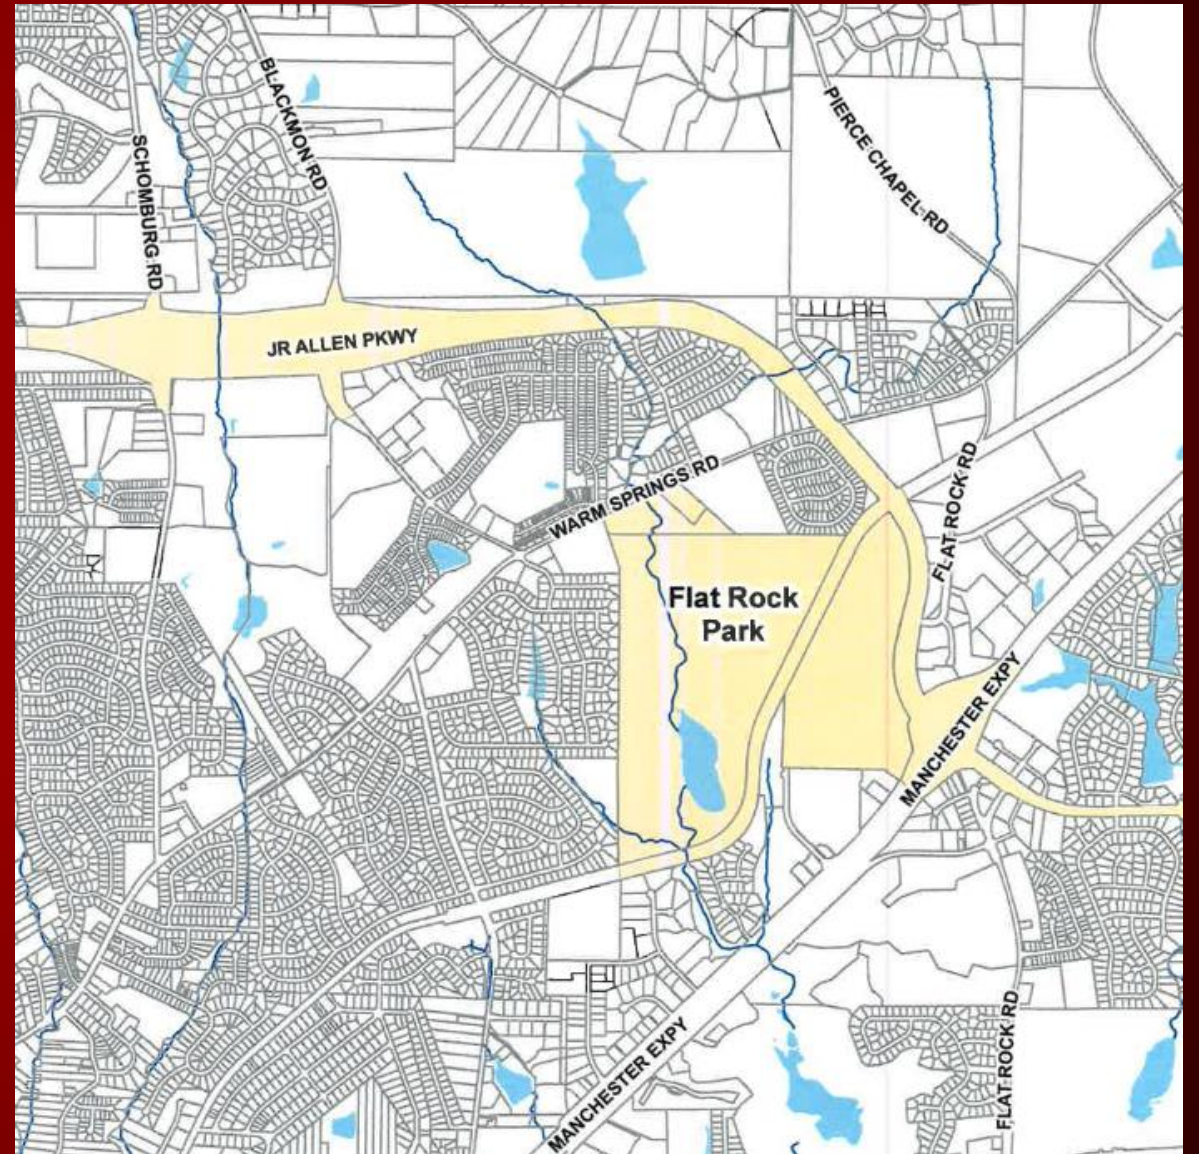 BLACKMON RD
PIERCE CHAPEL RD
SCHOMBURG RD
JR ALLEN PKWY
WARM SPRINGS RD
FLAT ROCK RD
Flat Rock
Park
MANCHESTER EXPY
MANCHESTER EXPY
FLAT ROCK RD